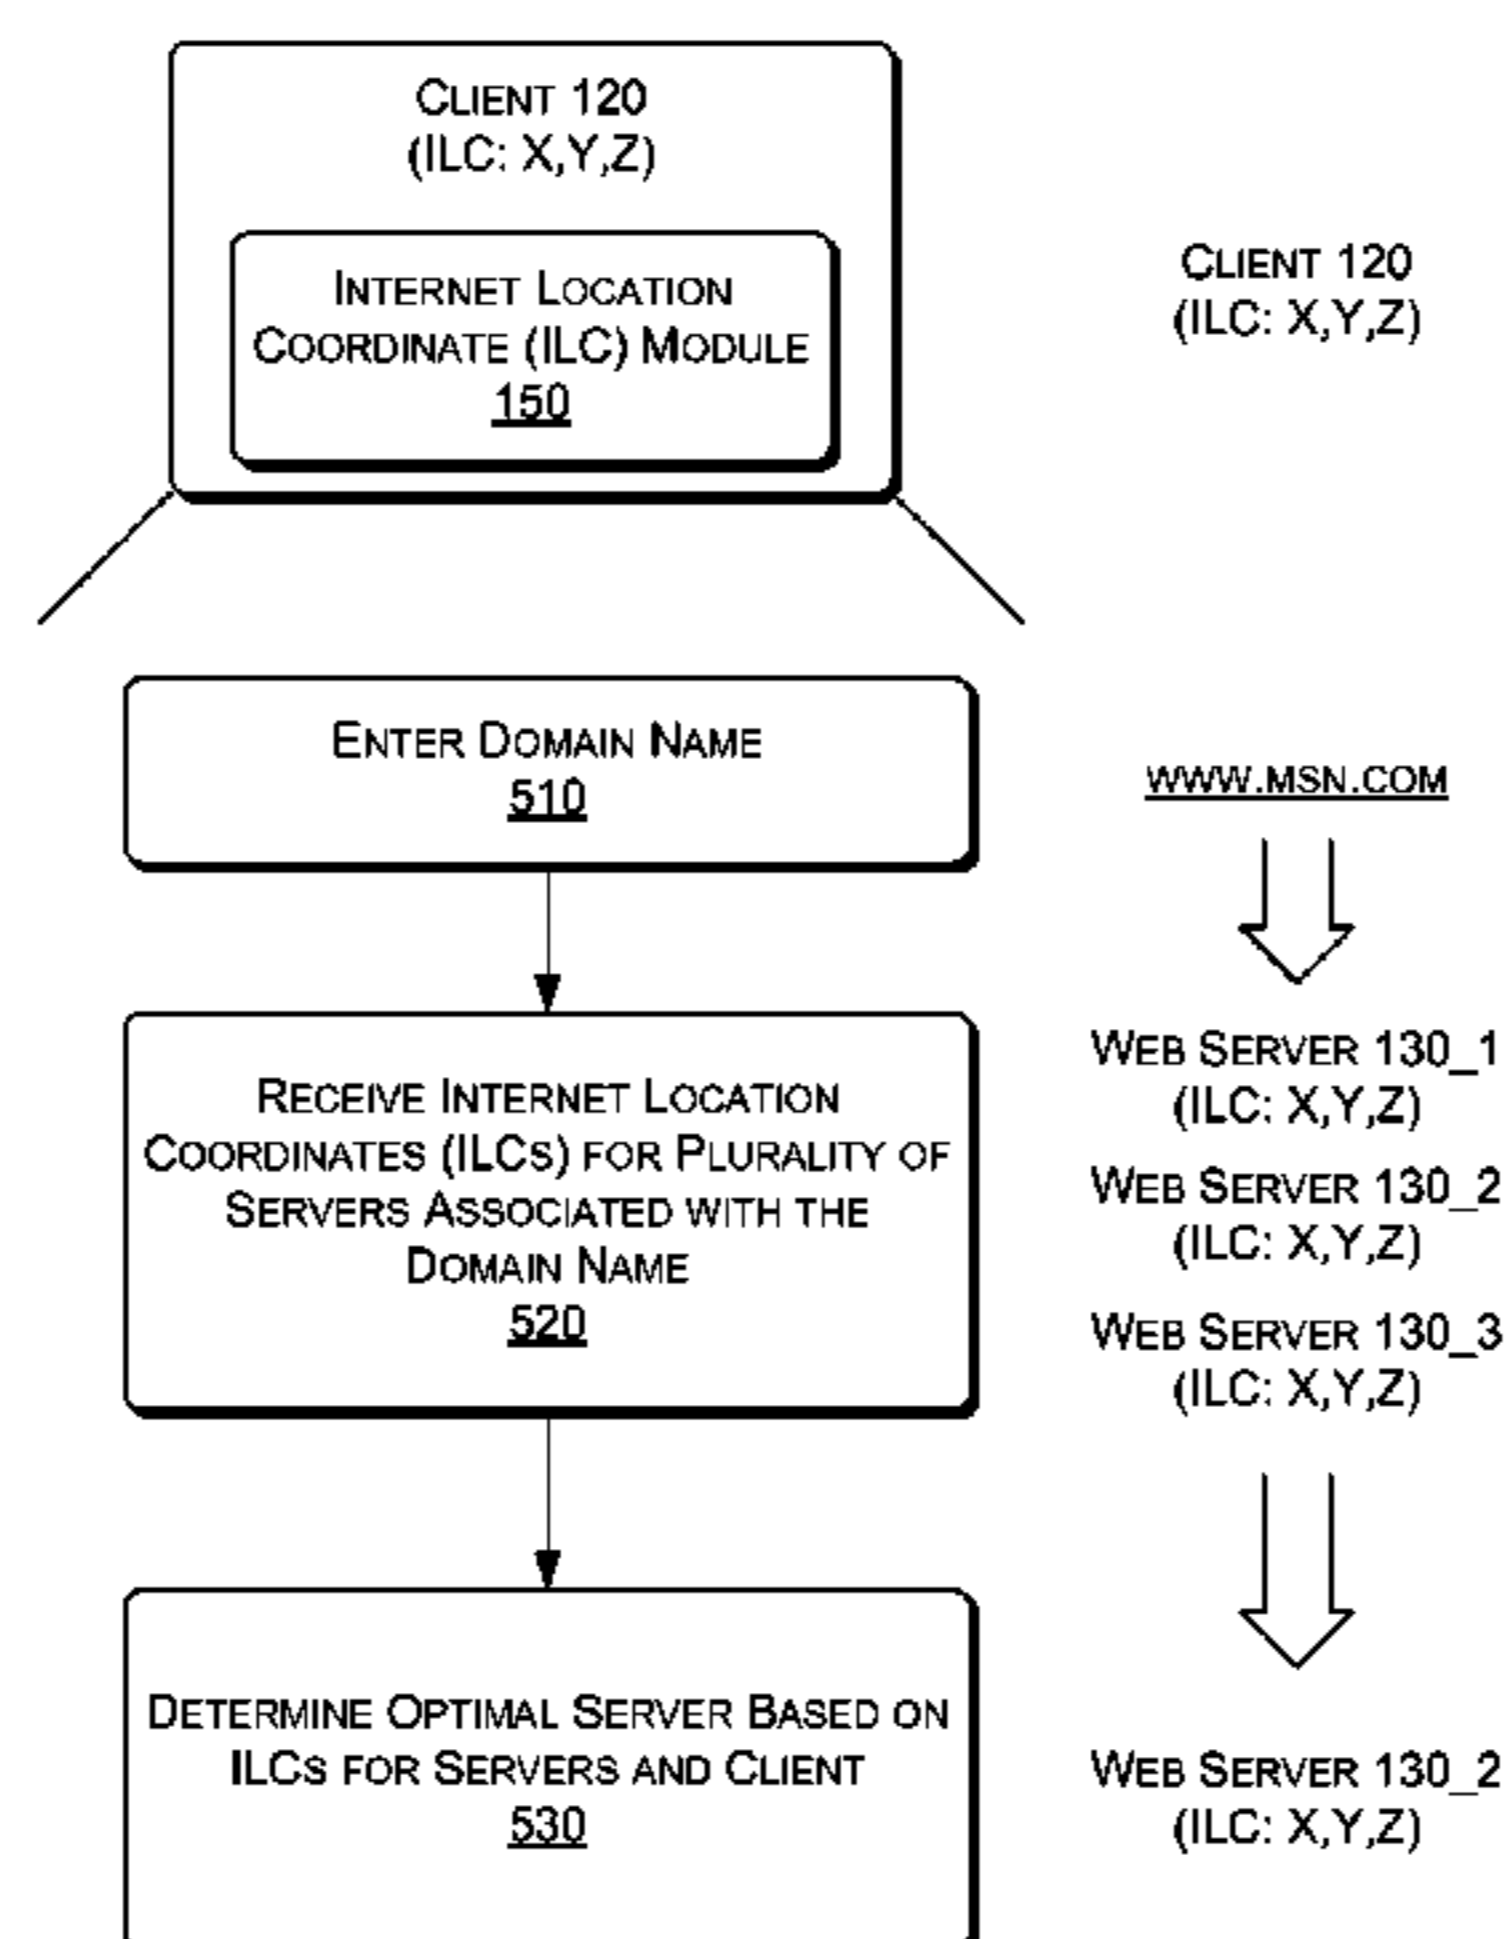 CLIENT 120
(ILC: X,Y,Z)
INTERNET LOCATION
COORDINATE (ILC) MODULE
150
CLIENT 120
(ILC: X,Y,Z)
ENTER DOMAIN NAME
510
WWW.MSN.COM
RECEIVE INTERNET LOCATION
COORDINATES (ILCS) FOR PLURALITY OF
SERVERS ASSOCIATED WITH THE
DOMAIN NAME
520
WEB SERVER 130_1
(ILC: X,Y,Z)
WEB SERVER 130_2
(ILC: X,Y,Z)
WEB SERVER 130_3
(ILC: X,Y,Z)
DETERMINE OPTIMAL SERVER BASED ON
ILCS FOR SERVERS AND CLIENT
530
WEB SERVER 130_2
(ILC: X,Y,Z)